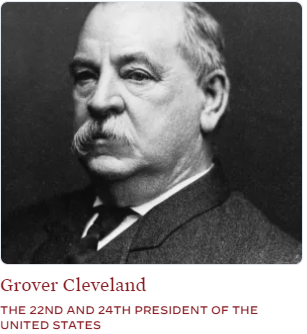 Grover Cleveland
THE 22ND AND 24TH PRESIDENT OF THE
UNITED STATES